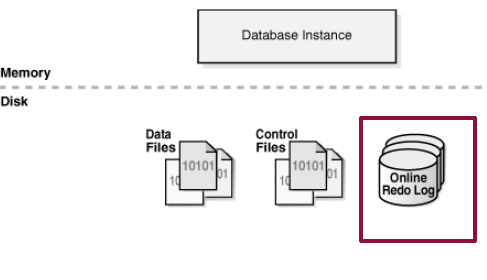 Database Instance
Memory
Disk
Data
Files
10101
10
01
Control
Files
10101
10
01
Online
Redo Log